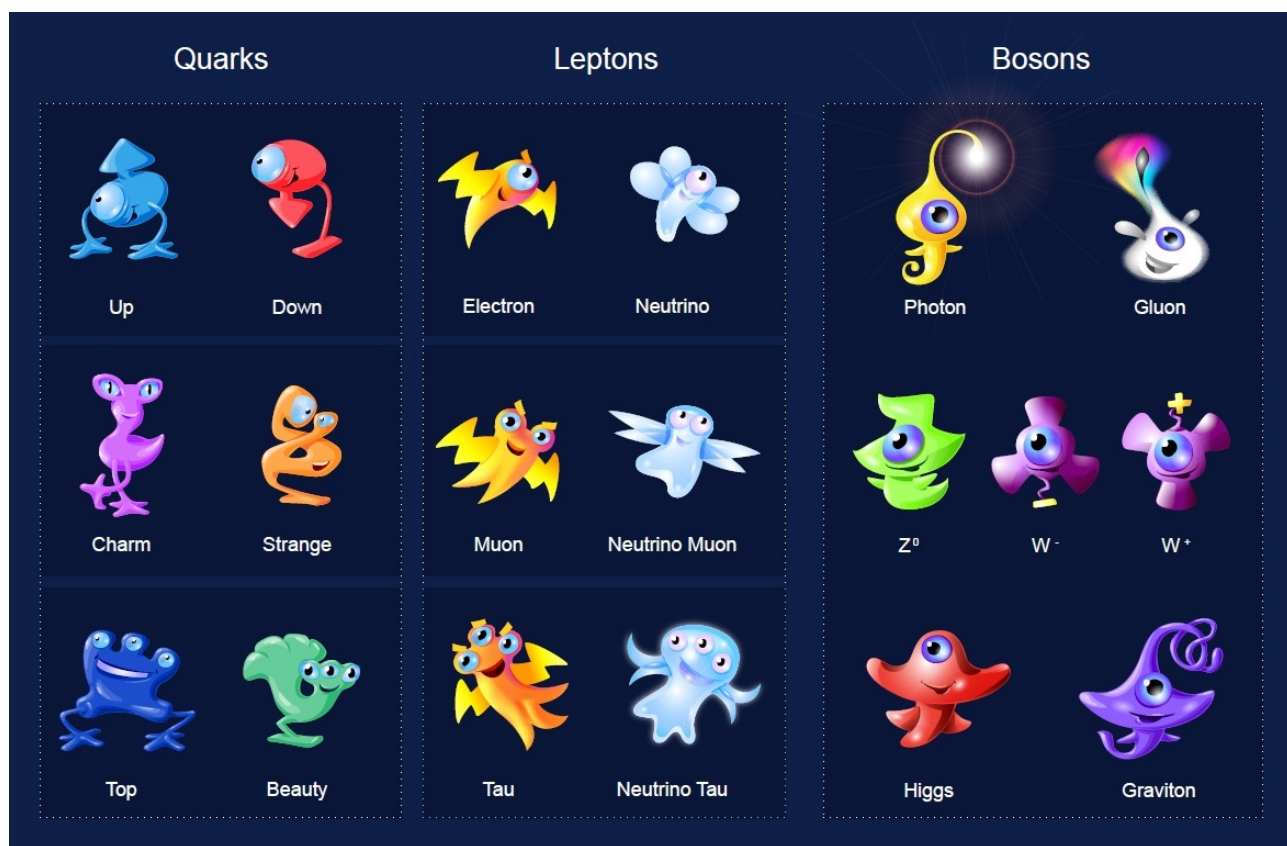 Quarks
Leptons
Bosons
Up
Down
Electron
Neutrino
Photon
Gluon
Charm
Strange
Muon
Neutrino Muon
Z⁰
W⁻
W⁺
Top
Beauty
Tau
Neutrino Tau
Higgs
Graviton